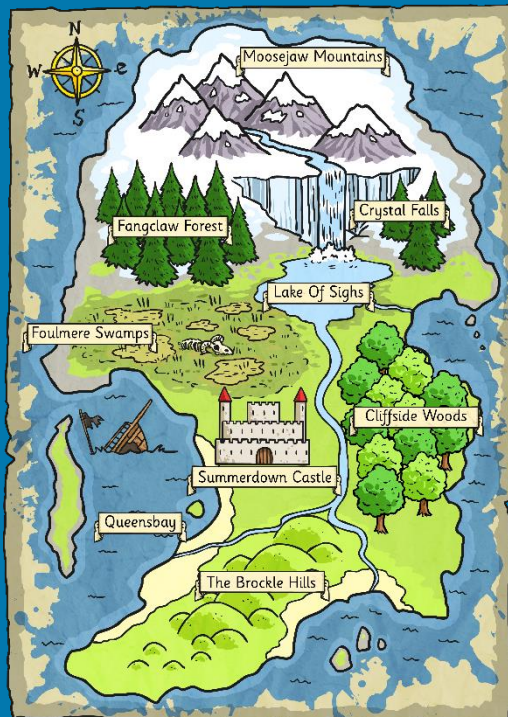 N
W e
S
Moosejaw Mountains
Crystal Falls
Fangclaw Forest
Lake Of Sighs
Foulmere Swamps
Cliffside Woods
Summerdown Castle
Queensbay
The Brockle Hills